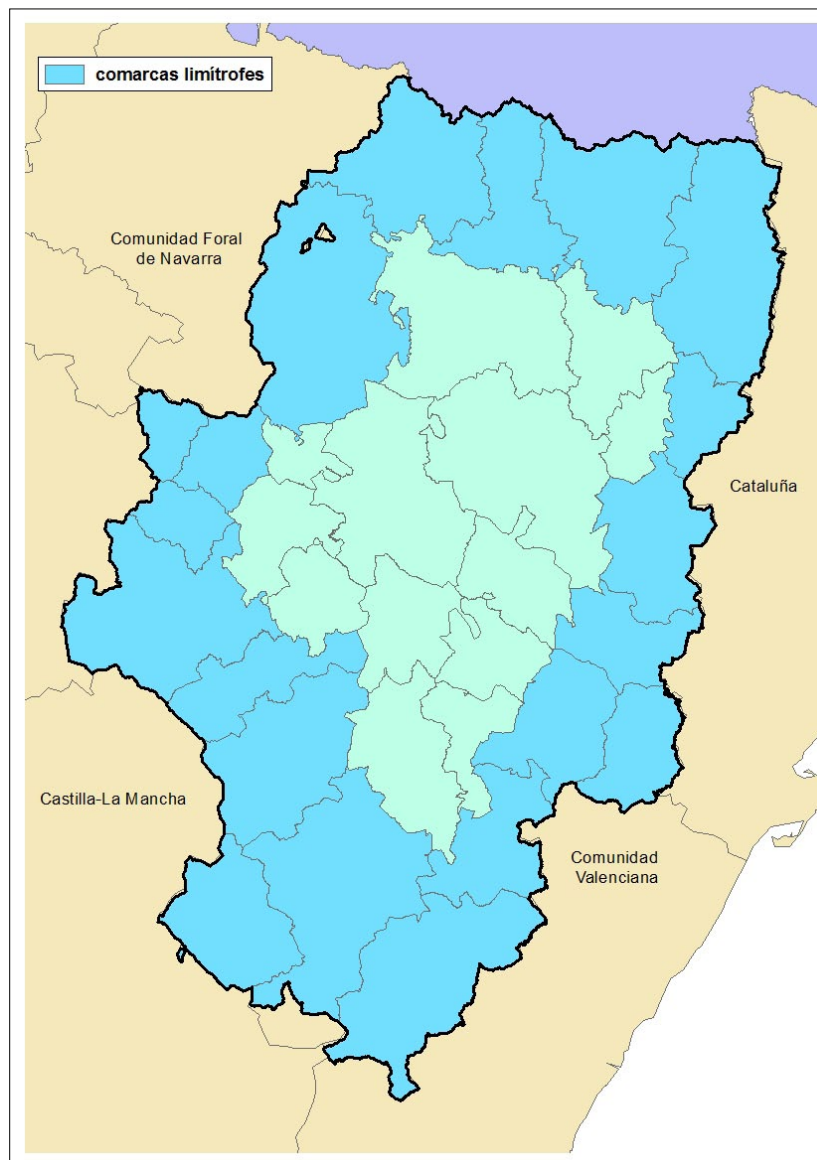 comarcas limítrofes
Comunidad Foral
de Navarra
Cataluña
Castilla-La Mancha
Comunidad
Valenciana